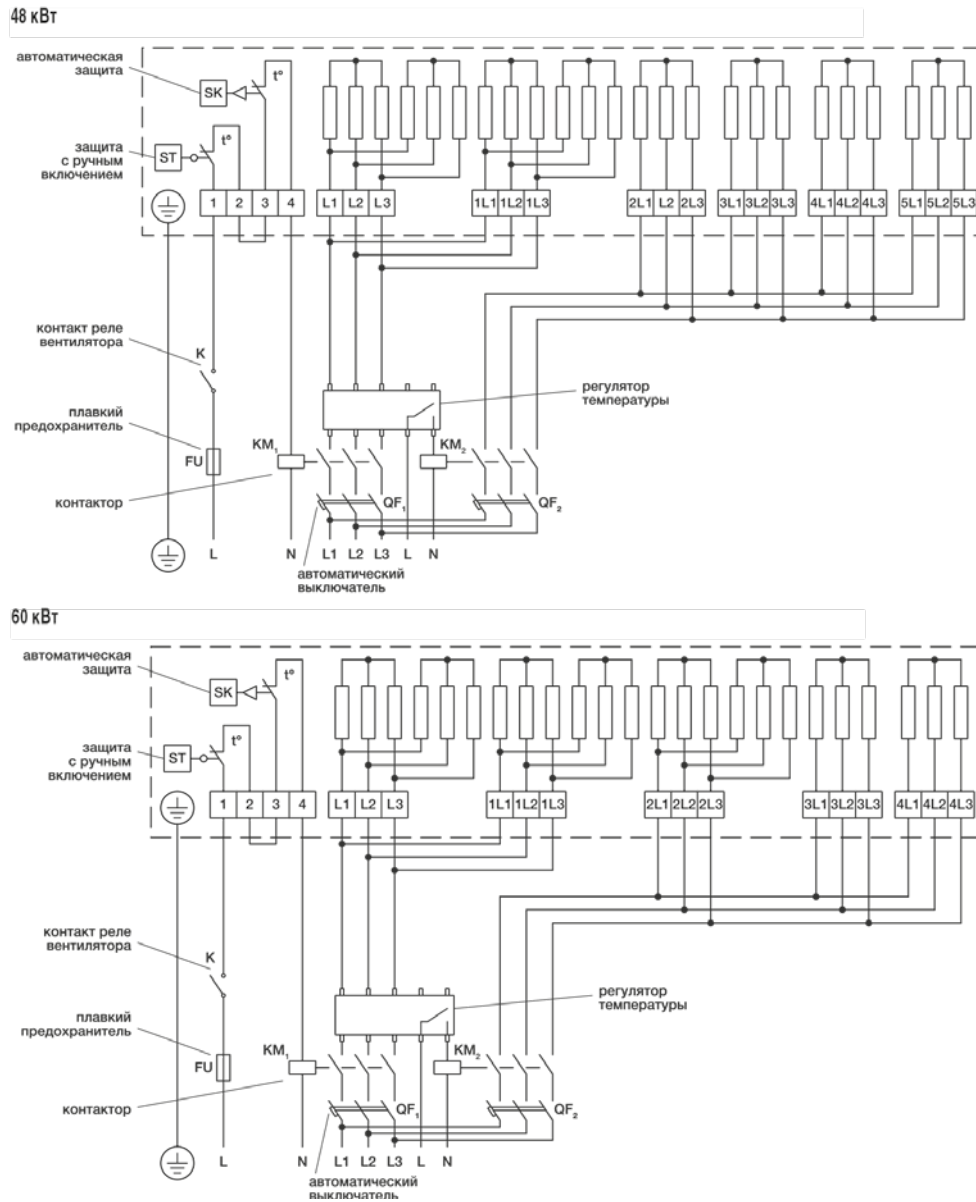 48 кВт
автоматическая
защита
SK
t°
защита
с ручным
включением
ST
t°
1 2 3 4
L1 L2 L3
1L1 1L2 1L3
2L1 L2 2L3
3L1 3L2 3L3
4L1 4L2 4L3
5L1 5L2 5L3
контакт реле
вентилятора
K
регулятор
температуры
плавкий
предохранитель
FU
KM1
KM2
контактор
QF1
QF2
L N L1 L2 L3 L N
автоматический
выключатель
60 кВт
автоматическая
защита
SK
t°
защита
с ручным
включением
ST
t°
1 2 3 4
L1 L2 L3
1L1 1L2 1L3
2L1 2L2 2L3
3L1 3L2 3L3
4L1 4L2 4L3
контакт реле
вентилятора
K
регулятор
температуры
плавкий
предохранитель
FU
KM1
KM2
контактор
QF1
QF2
L N L1 L2 L3 L N
автоматический
выключатель